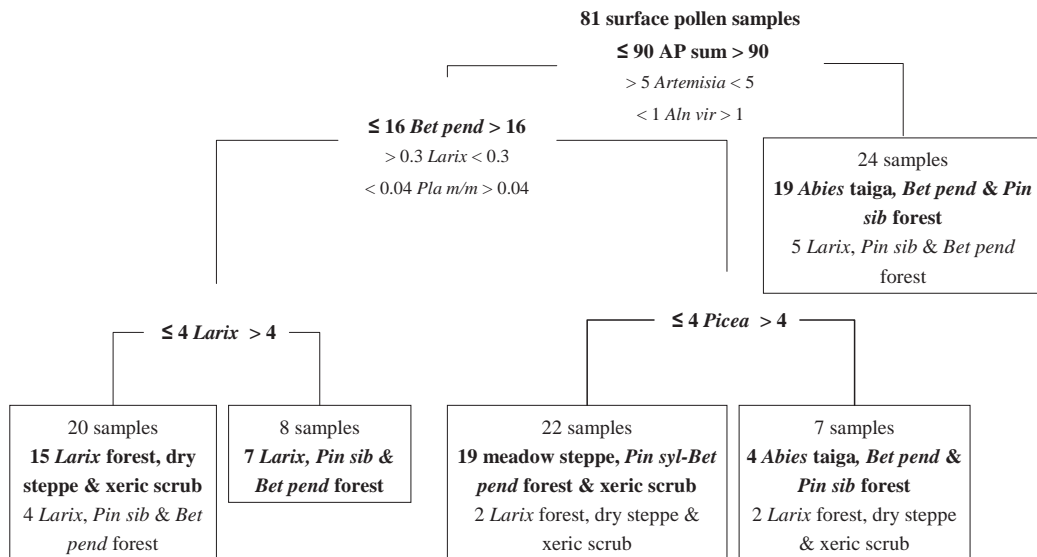 81 surface pollen samples
≤ 90 AP sum > 90
> 5 Artemisia < 5
< 1 Aln vir > 1
≤ 16 Bet pend > 16
> 0.3 Larix < 0.3
< 0.04 Pla m/m > 0.04
24 samples
19 Abies taiga, Bet pend & Pin
sib forest
5 Larix, Pin sib & Bet pend
forest
≤ 4 Larix > 4
≤ 4 Picea > 4
20 samples
15 Larix forest, dry
steppe & xeric scrub
4 Larix, Pin sib & Bet
pend forest
8 samples
7 Larix, Pin sib &
Bet pend forest
22 samples
19 meadow steppe, Pin syl-Bet
pend forest & xeric scrub
2 Larix forest, dry steppe &
xeric scrub
7 samples
4 Abies taiga, Bet pend &
Pin sib forest
2 Larix forest, dry steppe
& xeric scrub